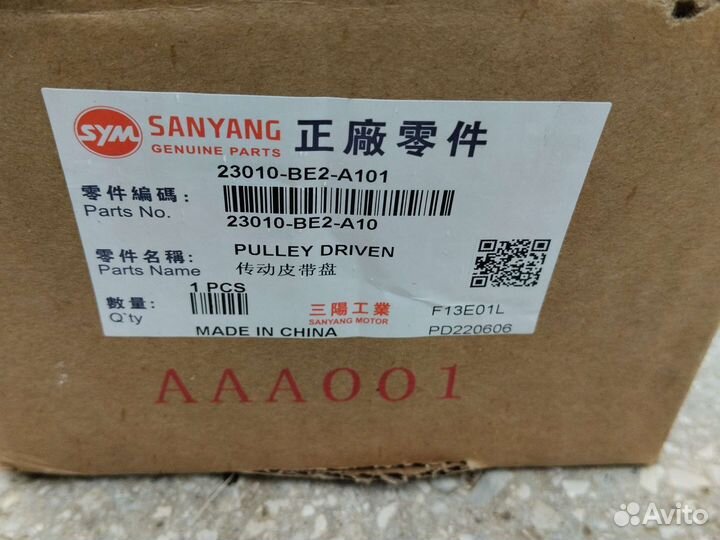 SYM SANYANG 正廠零件
GENUINE PARTS
23010-BE2-A101
零件編碼：
Parts No.
23010-BE2-A10
零件名稱： PULLEY DRIVEN
Parts Name 传动皮带盘
數量： 1 PCS
Q`ty
三陽工業 F13E01L
SANYANG MOTOR
MADE IN CHINA PD220606
AAA001
Avito